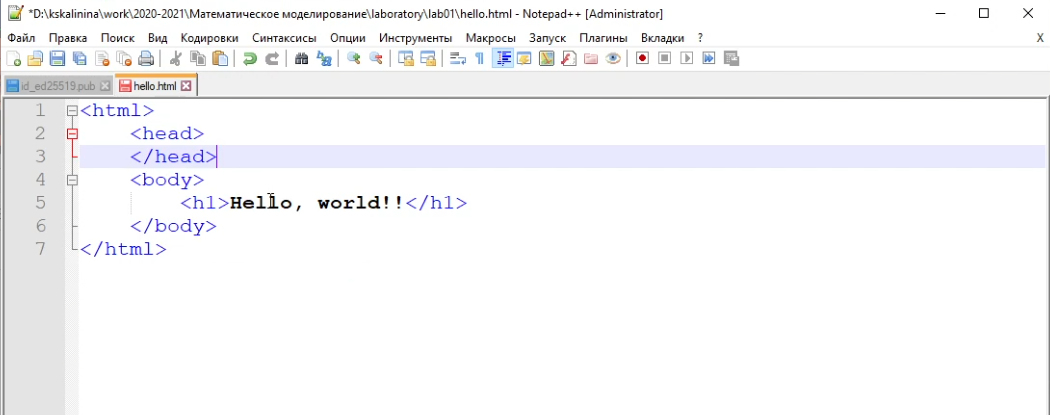 *D:\kskalinina\work\2020-2021\Математическое моделирование\laboratory\lab01\hello.html - Notepad++ [Administrator]
Файл Правка Поиск Вид Кодировки Синтаксисы Опции Инструменты Макросы Запуск Плагины Вкладки ? X
id_ed25519.pub hello.html
1 <html>
2 <head>
3 </head>
4 <body>
5 <h1>Hello, world!!</h1>
6 </body>
7 </html>